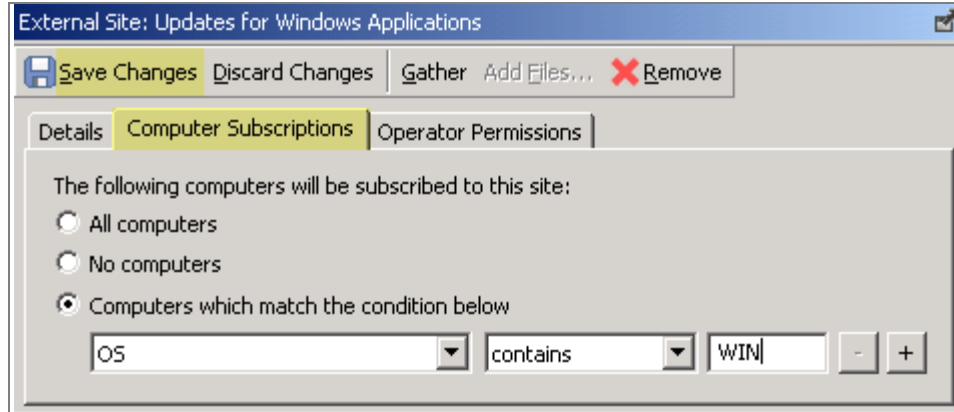 External Site: Updates for Windows Applications
Save Changes Discard Changes Gather Add Files... Remove
Details Computer Subscriptions Operator Permissions
The following computers will be subscribed to this site:
All computers
No computers
Computers which match the condition below
OS contains WIN - +